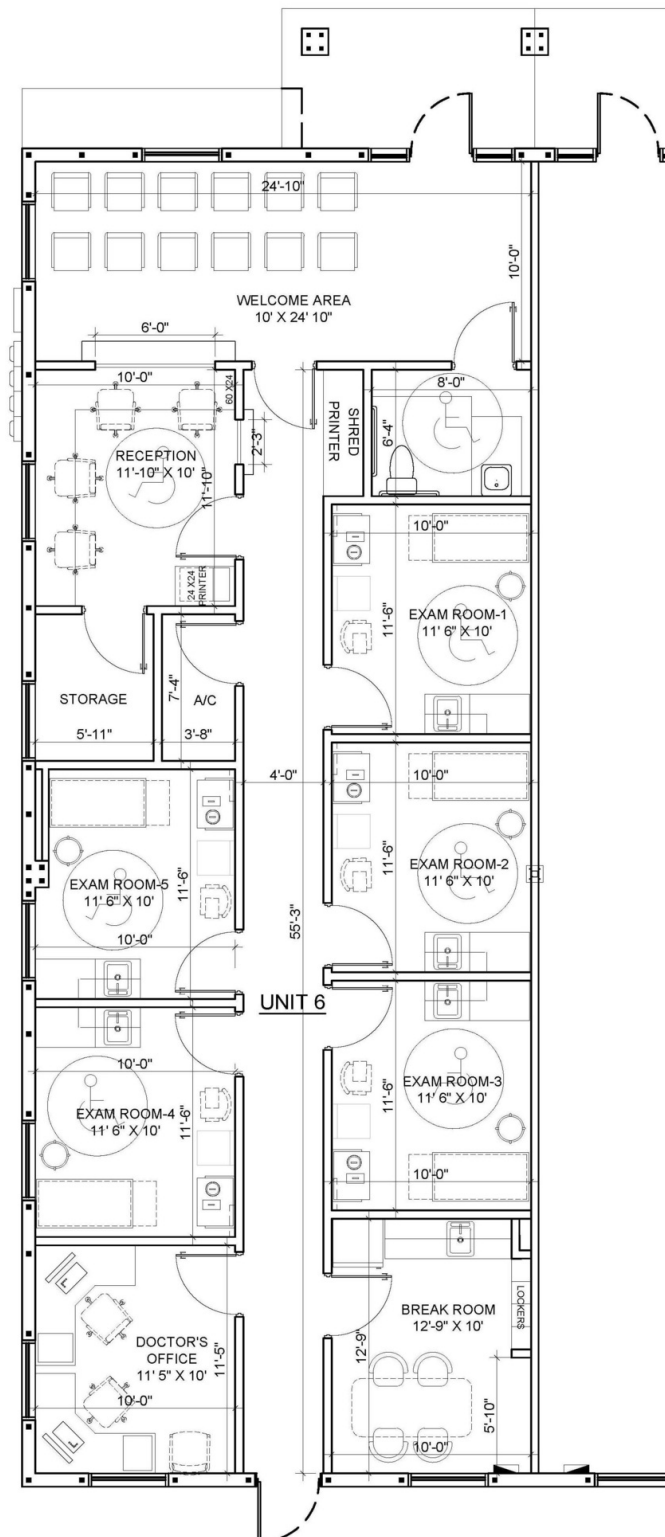 24'-10"
WELCOME AREA
10' X 24' 10"
10'-0"
6'-0"
10'-0"
60 X24
8'-0"
SHRED
PRINTER
6'-4"
2'-3"
RECEPTION
11'-10" X 10'
11'-10"
24 X24
PRINTER
10'-0"
EXAM ROOM-1
11' 6" X 10'
11'-6"
STORAGE
5'-11"
7'-4"
A/C
3'-8"
4'-0"
10'-0"
EXAM ROOM-2
11' 6" X 10'
11'-6"
EXAM ROOM-5
11' 6" X 10'
11'-6"
10'-0"
55'-3"
UNIT 6
10'-0"
EXAM ROOM-4
11' 6" X 10'
11'-6"
EXAM ROOM-3
11' 6" X 10'
11'-6"
10'-0"
DOCTOR'S
OFFICE
11' 5" X 10'
11'-5"
10'-0"
BREAK ROOM
12'-9" X 10'
12'-9"
LOCKERS
5'-10"
10'-0"